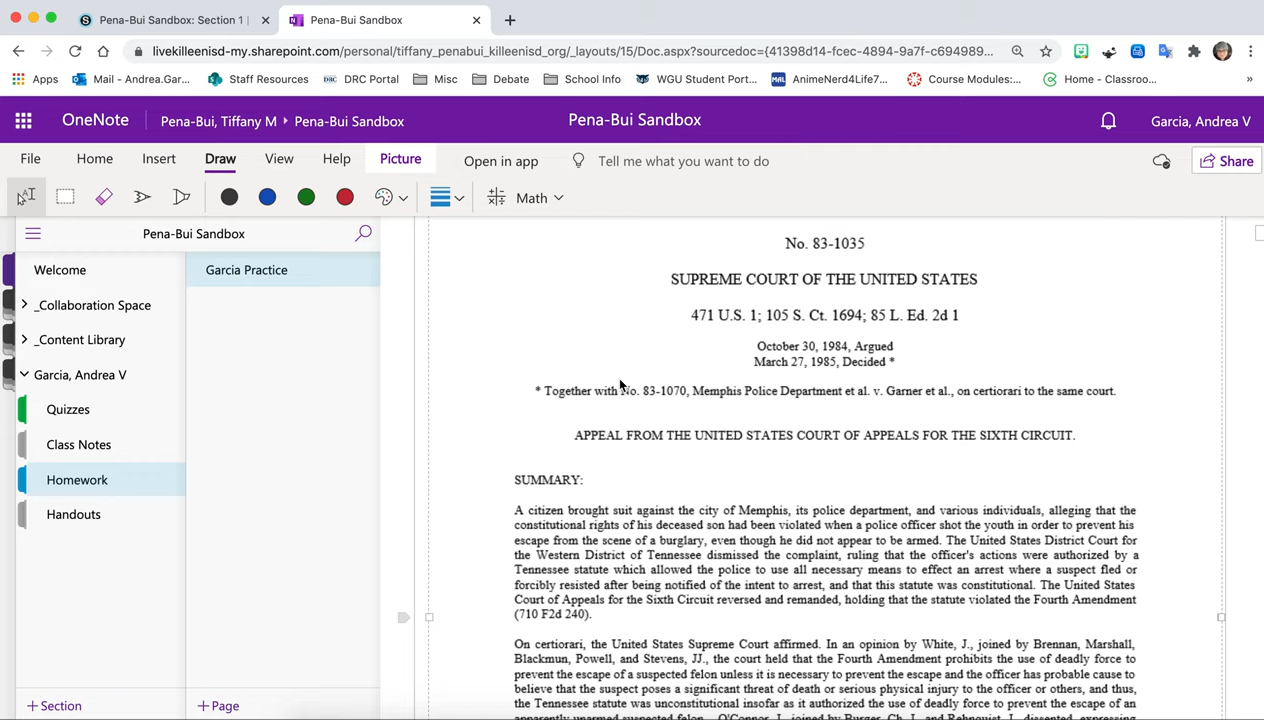 Pena-Bui Sandbox: Section 1 |
Pena-Bui Sandbox
livekilleenisd-my.sharepoint.com/personal/tiffany_penabui_killeenisd_org/_layouts/15/Doc.aspx?sourcedoc={41398d14-fcec-4894-9a7f-c694989...
Apps
Mail - Andrea.Gar...
Staff Resources
DRC
DRC Portal
Misc
Debate
School Info
WGU Student Port...
MAL
AnimeNerd4Life7...
Course Modules:...
Home - Classroo...
»
OneNote
Pena-Bui, Tiffany M
Pena-Bui Sandbox
Pena-Bui Sandbox
Garcia, Andrea V
File
Home
Insert
Draw
View
Help
Picture
Open in app
Tell me what you want to do
Share
Math
Pena-Bui Sandbox
Welcome
_Collaboration Space
_Content Library
Garcia, Andrea V
Quizzes
Class Notes
Homework
Handouts
+ Section
Garcia Practice
+ Page
No. 83-1035
SUPREME COURT OF THE UNITED STATES
471 U.S. 1; 105 S. Ct. 1694; 85 L. Ed. 2d 1
October 30, 1984, Argued
March 27, 1985, Decided *
* Together with No. 83-1070, Memphis Police Department et al. v. Garner et al., on certiorari to the same court.
APPEAL FROM THE UNITED STATES COURT OF APPEALS FOR THE SIXTH CIRCUIT.
SUMMARY:
A citizen brought suit against the city of Memphis, its police department, and various individuals, alleging that the
constitutional rights of his deceased son had been violated when a police officer shot the youth in order to prevent his
escape from the scene of a burglary, even though he did not appear to be armed. The United States District Court for
the Western District of Tennessee dismissed the complaint, ruling that the officer's actions were authorized by a
Tennessee statute which allowed the police to use all necessary means to effect an arrest where a suspect fled or
forcibly resisted after being notified of the intent to arrest, and that this statute was constitutional. The United States
Court of Appeals for the Sixth Circuit reversed and remanded, holding that the statute violated the Fourth Amendment
(710 F2d 240).
On certiorari, the United States Supreme Court affirmed. In an opinion by White, J., joined by Brennan, Marshall,
Blackmun, Powell, and Stevens, JJ., the court held that the Fourth Amendment prohibits the use of deadly force to
prevent the escape of a suspected felon unless it is necessary to prevent the escape and the officer has probable cause to
believe that the suspect poses a significant threat of death or serious physical injury to the officer or others, and thus,
the Tennessee statute was unconstitutional insofar as it authorized the use of deadly force to prevent the escape of an
apparently unarmed suspected felon. O'Connor, J., joined by Burger, Ch. J., and Rehnquist, J., dissented, expressing